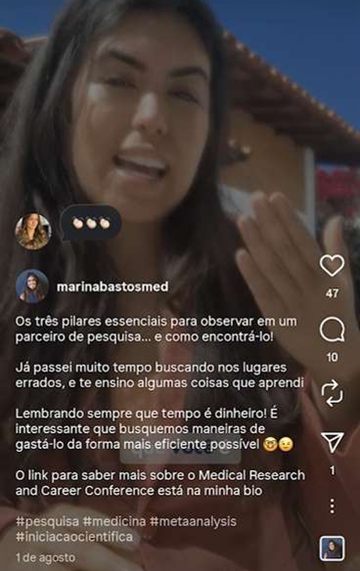 marinabastosmed
Os três pilares essenciais para observar em um
parceiro de pesquisa... e como encontrá-lo!
Já passei muito tempo buscando nos lugares
errados, e te ensino algumas coisas que aprendi
Lembrando sempre que tempo é dinheiro! É
interessante que busquemos maneiras de
gastá-lo da forma mais eficiente possível 🤓😉
O link para saber mais sobre o Medical Research
and Career Conference está na minha bio
#pesquisa #medicina #metaanalysis
#iniciacaocientifica
1 de agosto
47
10
1